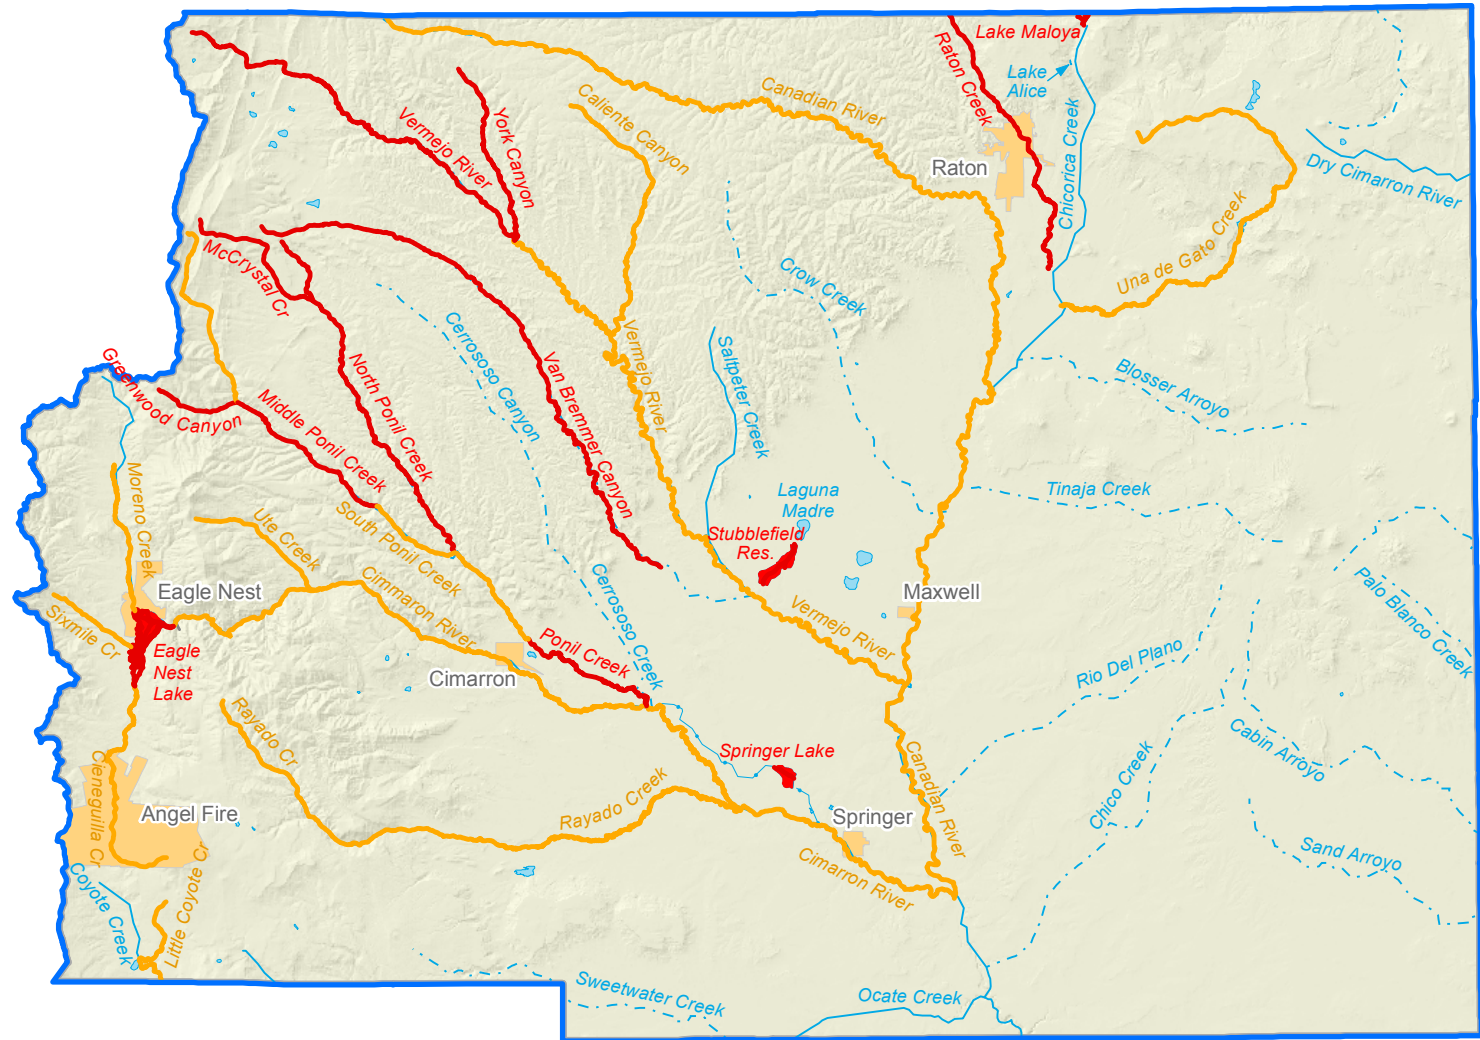 Lake Maloya
Raton Creek
Lake
Alice
Canadian River
Caliente Canyon
York Canyon
Vermejo River
Chicorica Creek
Raton
Dry Cimarron River
Una de Gato Creek
McCrystal Cr
Crow Creek
Cerrososo Canyon
Saltpeter Creek
Vermejo River
Van Bremmer Canyon
North Ponil Creek
Greenwood Canyon
Middle Ponil Creek
Blosser Arroyo
Moreno Creek
Ute Creek
South Ponil Creek
Laguna
Madre
Stubblefield
Res.
Tinaja Creek
Eagle Nest
Cimmaron River
Cerrososo Creek
Vermejo River
Maxwell
Palo Blanco Creek
Sixmile Cr
Eagle
Nest
Lake
Ponil Creek
Cimarron
Rio Del Plano
Rayado Cr
Springer Lake
Canadian River
Cabin Arroyo
Chico Creek
Cieneguilla Cr
Angel Fire
Rayado Creek
Springer
Sand Arroyo
Cimarron River
Coyote Creek
Little Coyote Cr
Sweetwater Creek
Ocate Creek